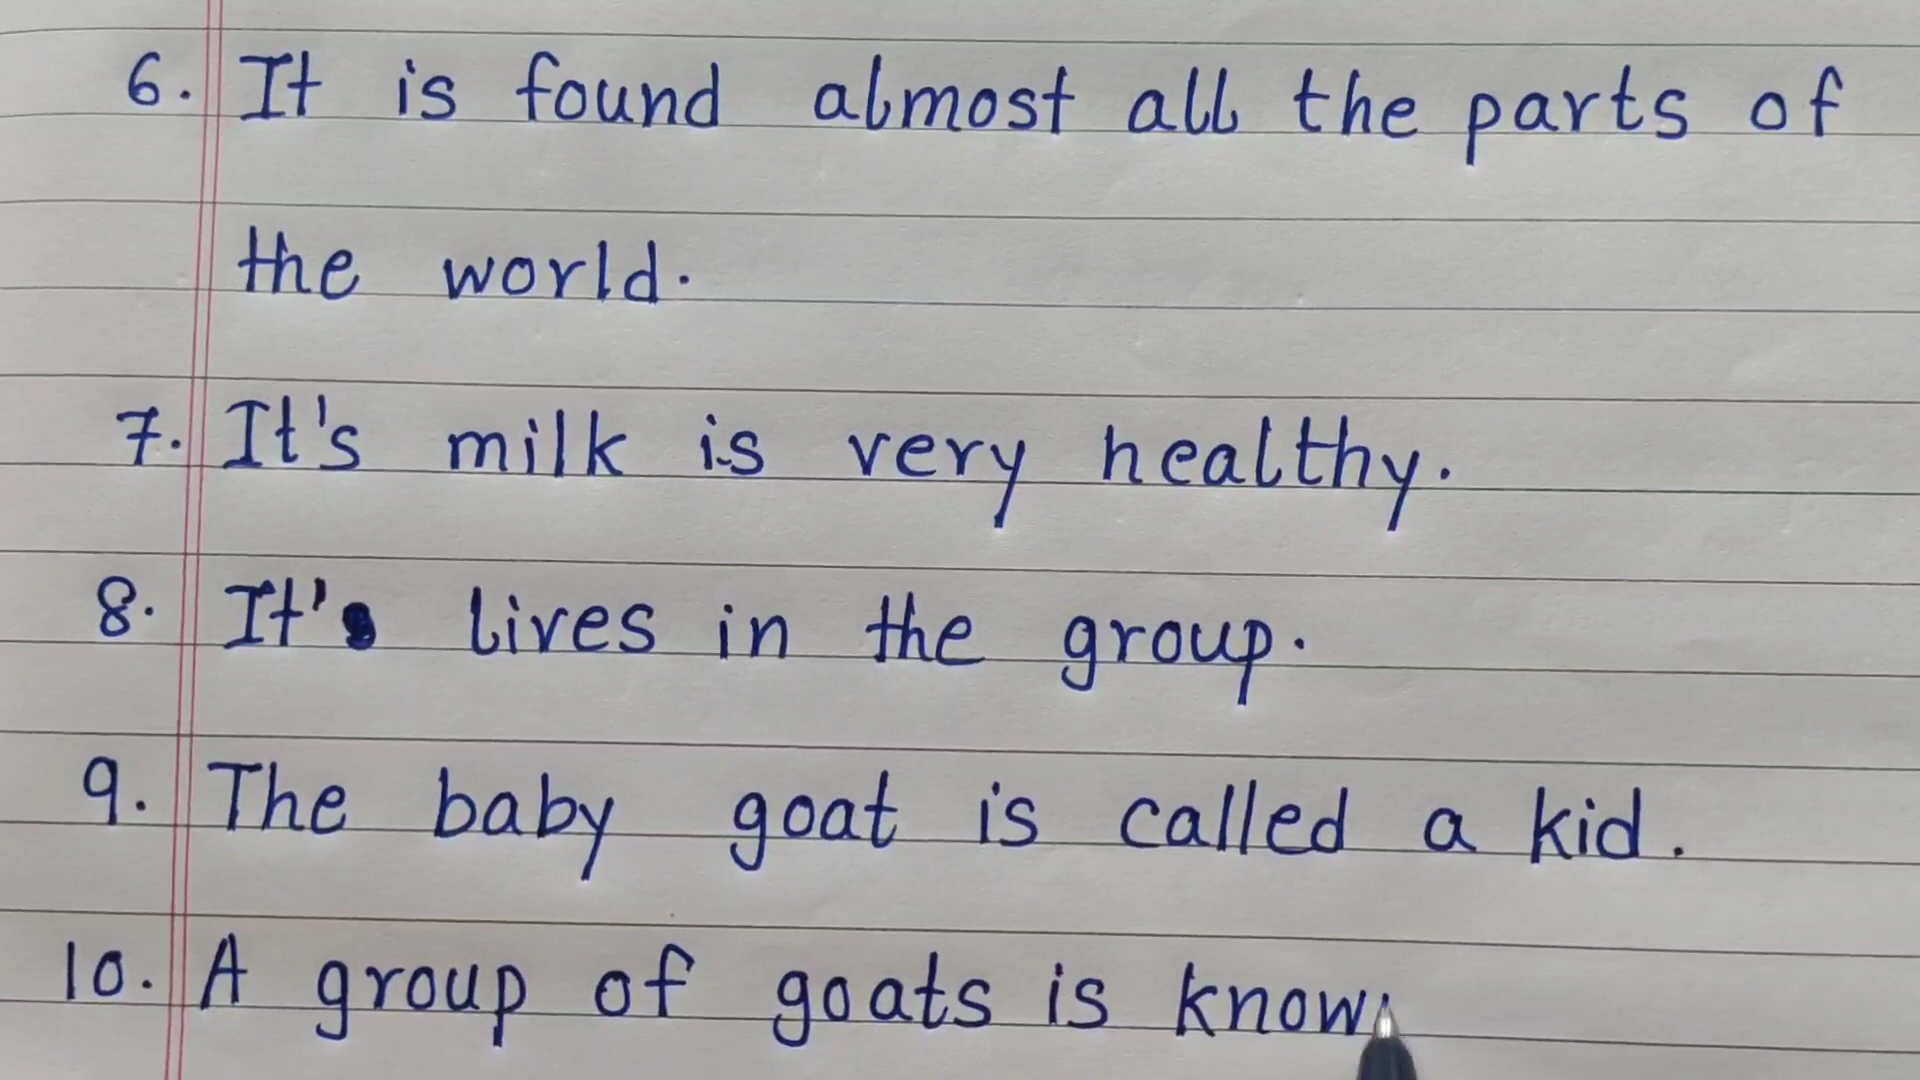 6. It is found almost all the parts of
the world.
7. It's milk is very healthy.
8. It's lives in the group.
9. The baby goat is called a kid.
10. A group of goats is know